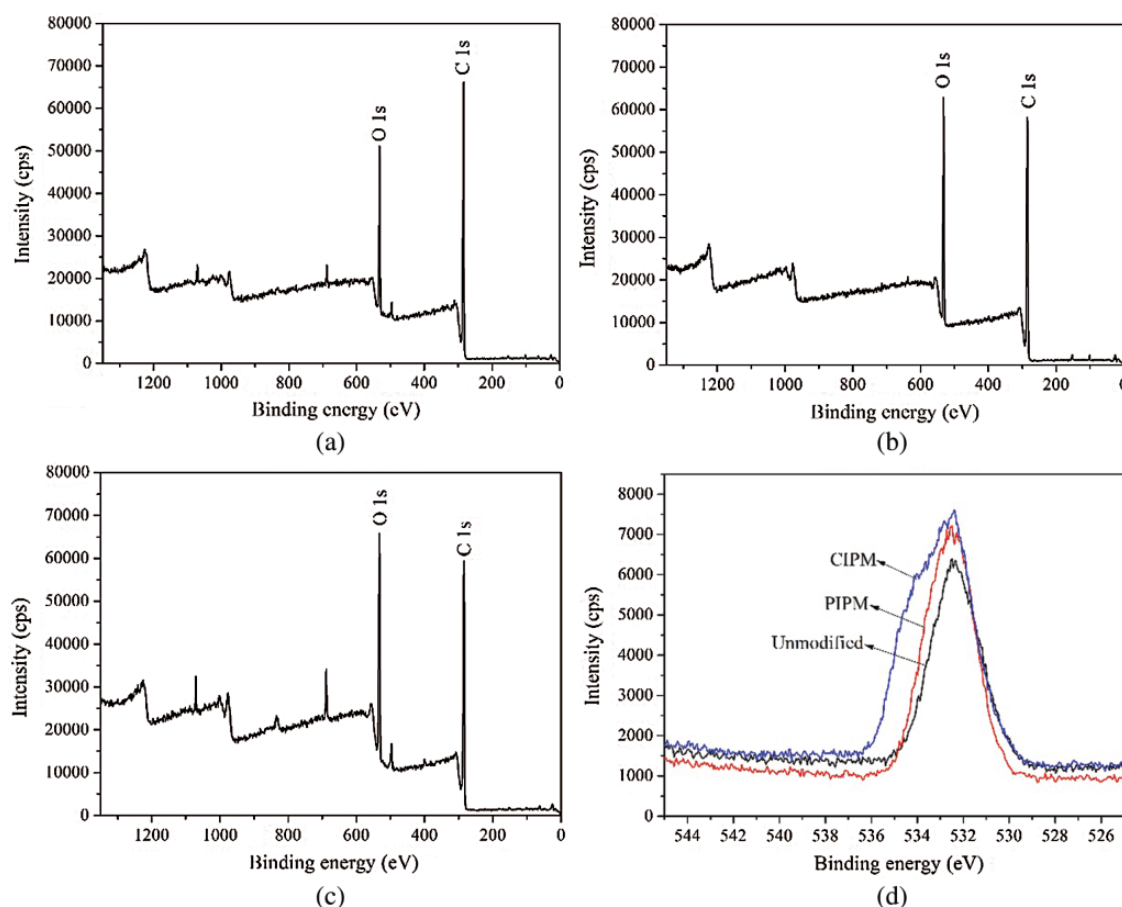 80000
70000
60000
50000
40000
30000
20000
10000
0
Intensity (cps)
O 1s
C 1s
1200 1000 800 600 400 200 0
Binding energy (eV)
(a)
80000
70000
60000
50000
40000
30000
20000
10000
0
Intensity (cps)
O 1s
C 1s
1200 1000 800 600 400 200 0
Binding energy (eV)
(b)
80000
70000
60000
50000
40000
30000
20000
10000
0
Intensity (cps)
O 1s
C 1s
1200 1000 800 600 400 200 0
Binding energy (eV)
(c)
8000
7000
6000
5000
4000
3000
2000
1000
0
Intensity (cps)
CIPM
PIPM
Unmodified
544 542 540 538 536 534 532 530 528 526
Binding energy (eV)
(d)